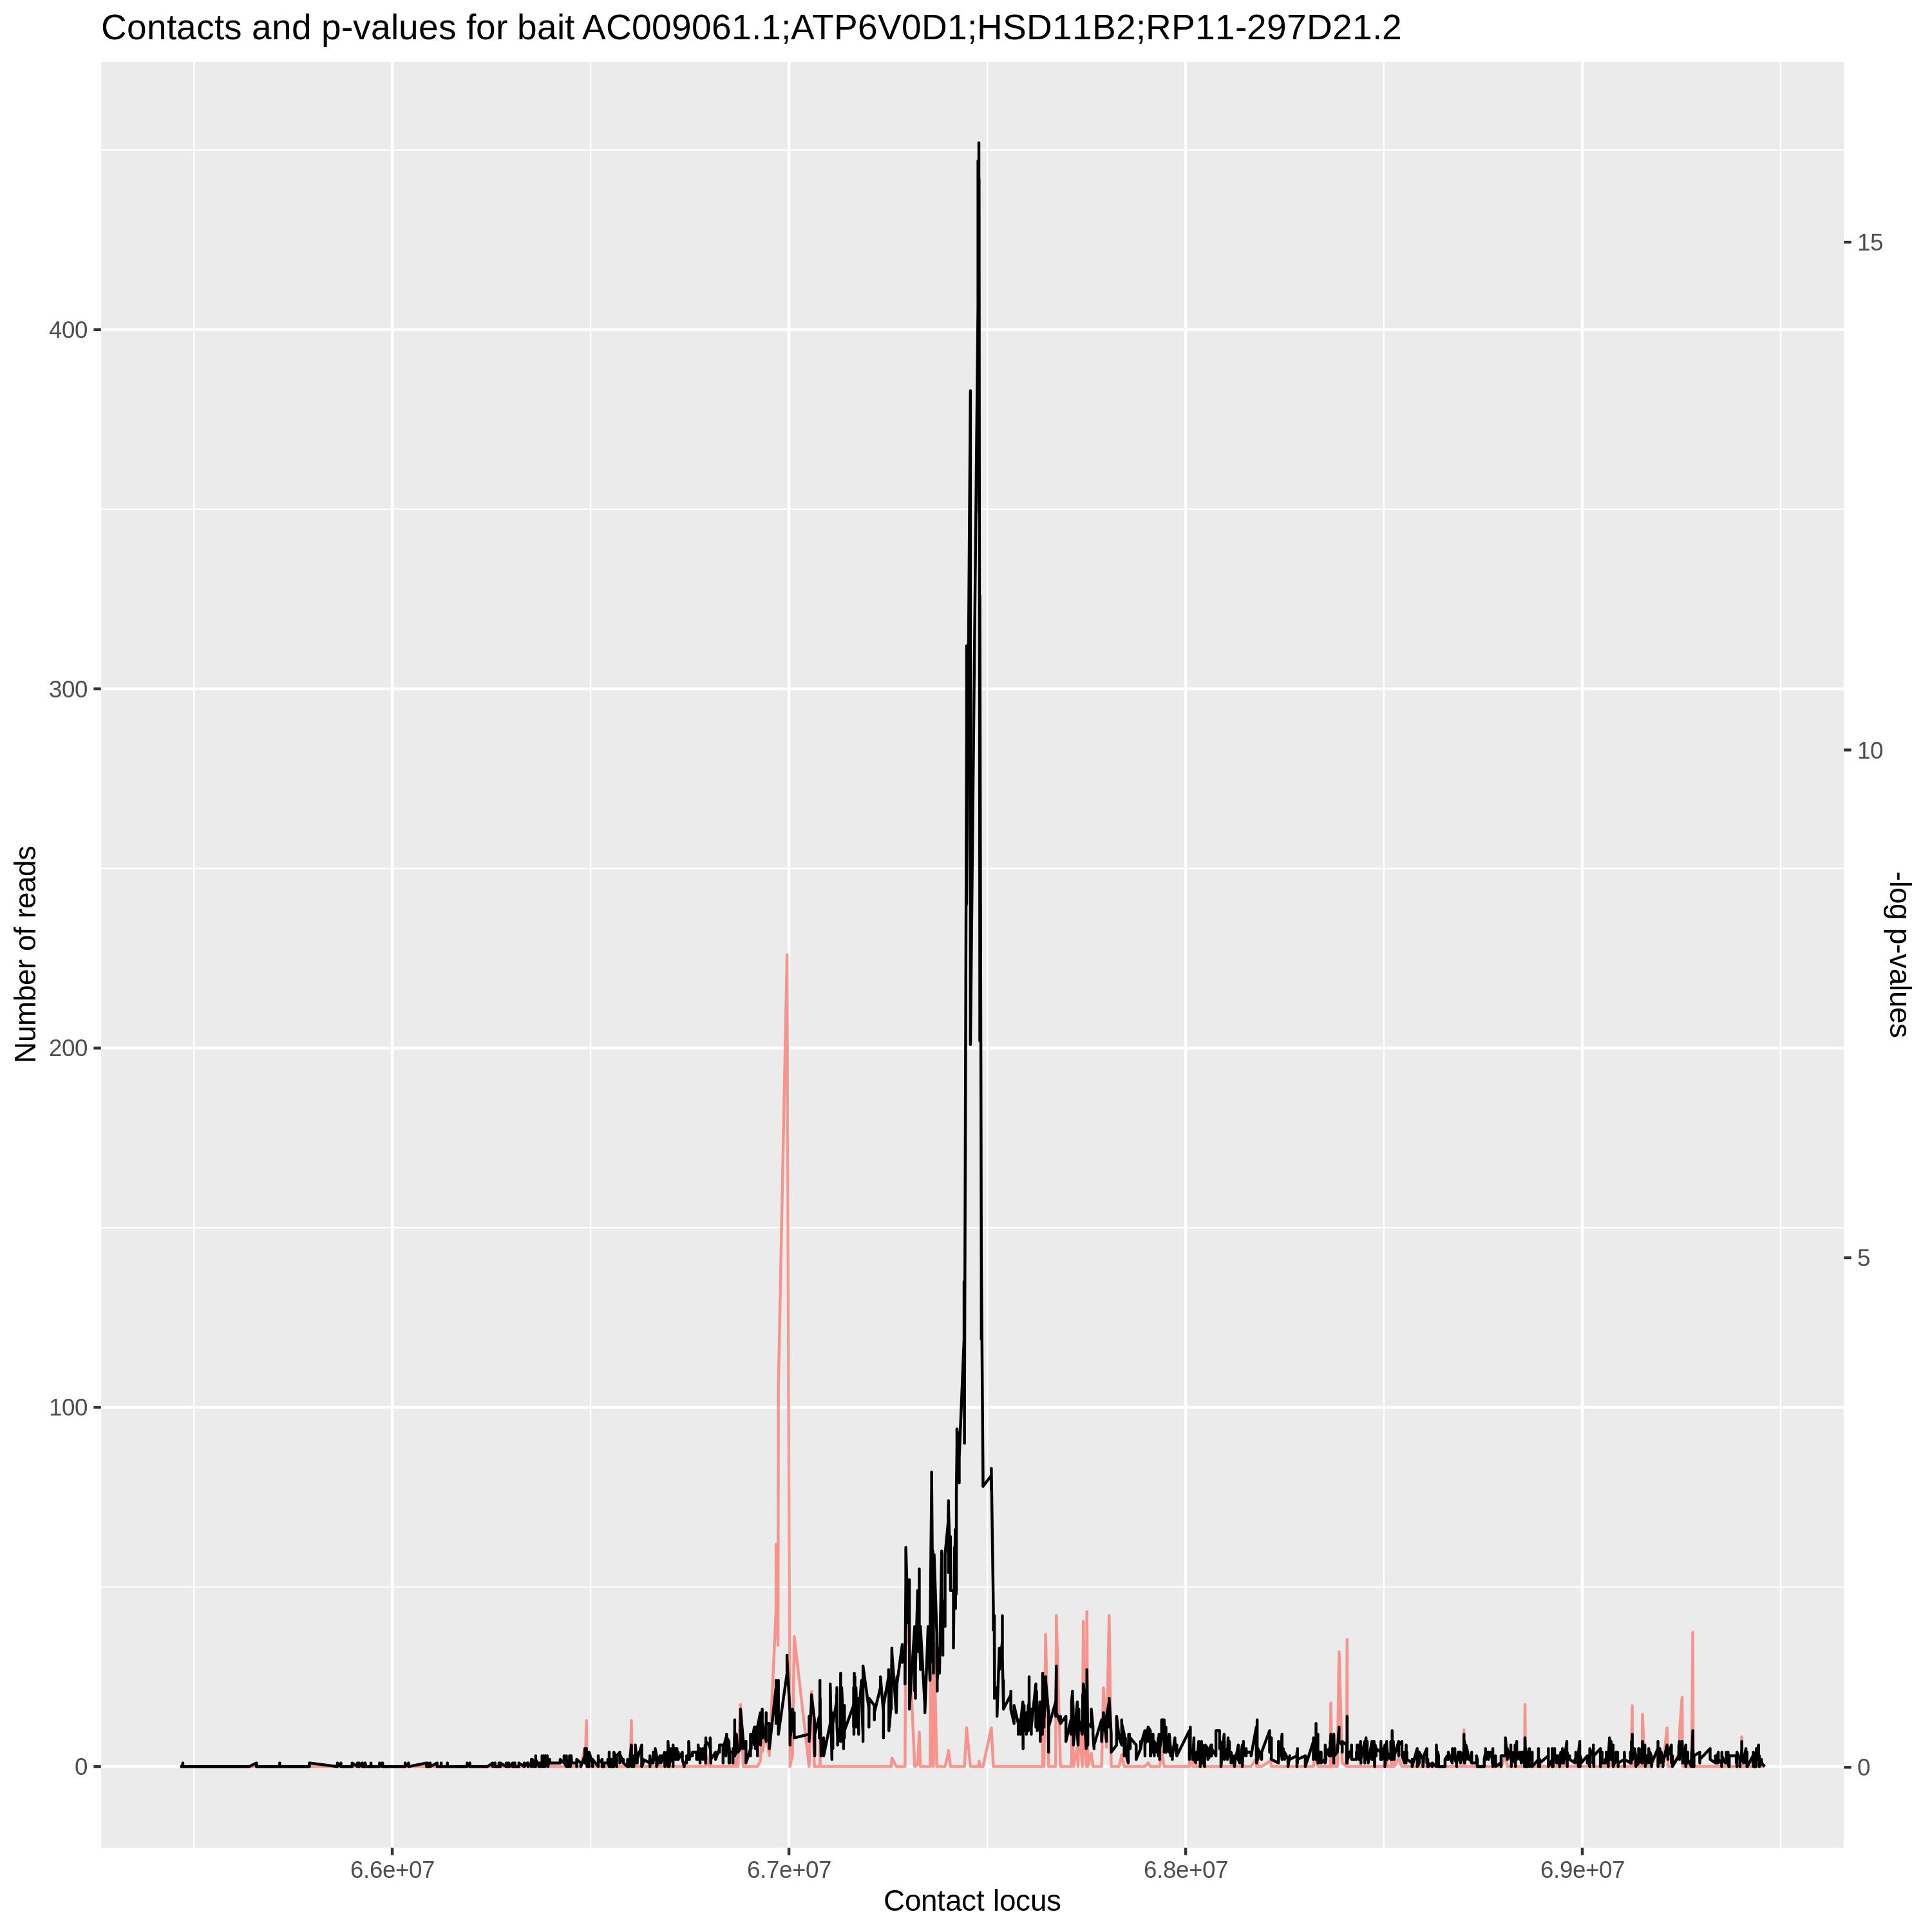 Contacts and p-values for bait AC009061.1;ATP6V0D1;HSD11B2;RP11-297D21.2
Number of reads
400
300
200
100
0
15
10
5
0
-log p-values
6.6e+07 6.7e+07 6.8e+07 6.9e+07
Contact locus